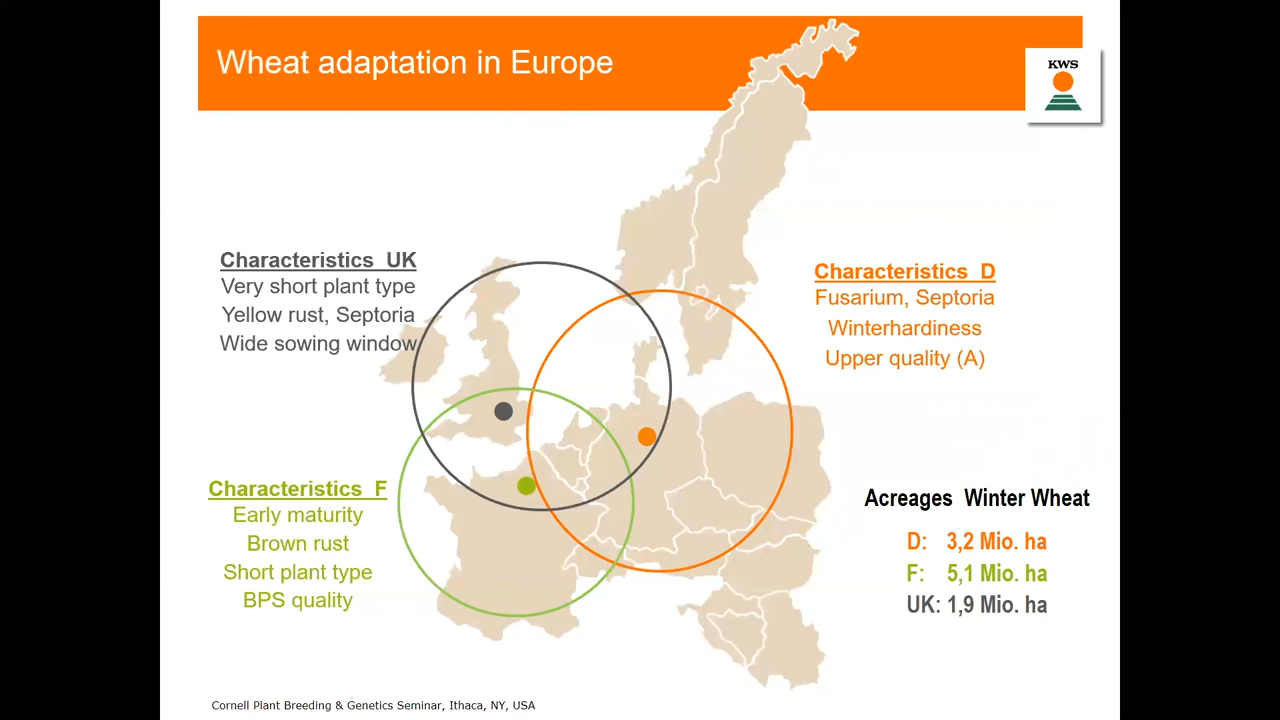 Wheat adaptation in Europe
KWS
Characteristics UK
Very short plant type
Yellow rust, Septoria
Wide sowing window
Characteristics D
Fusarium, Septoria
Winterhardiness
Upper quality (A)
Characteristics F
Early maturity
Brown rust
Short plant type
BPS quality
Acreages Winter Wheat
D: 3,2 Mio. ha
F: 5,1 Mio. ha
UK: 1,9 Mio. ha
Cornell Plant Breeding & Genetics Seminar, Ithaca, NY, USA